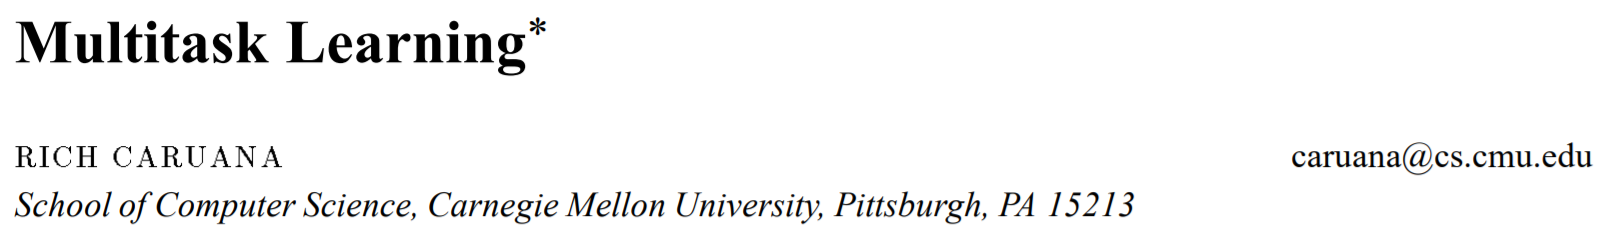 Multitask Learning*
RICH CARUANA caruana@cs.cmu.edu
School of Computer Science, Carnegie Mellon University, Pittsburgh, PA 15213